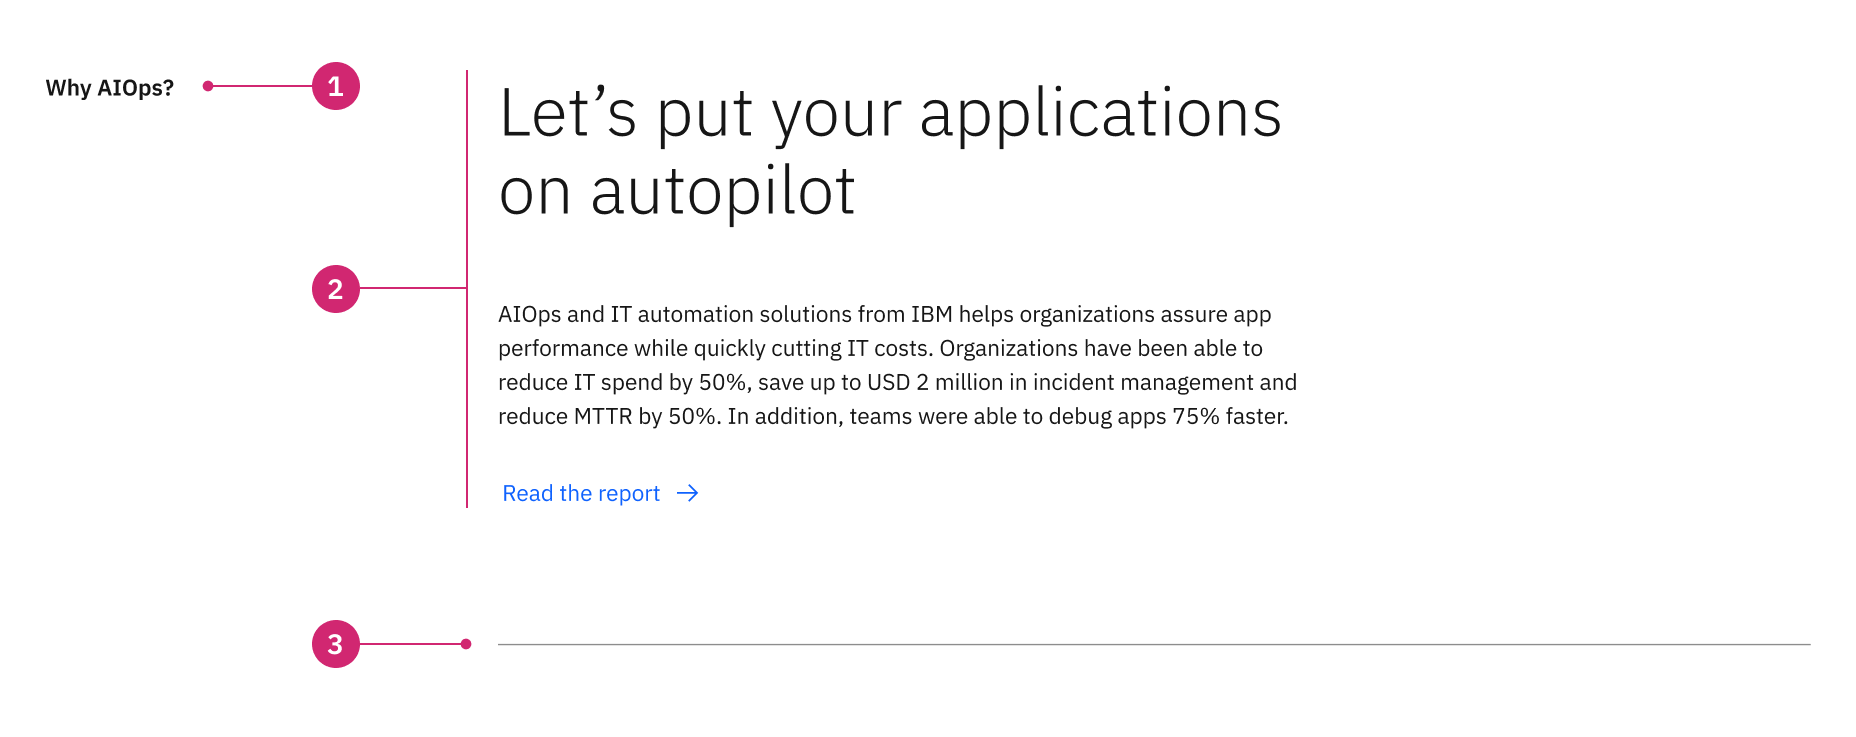 Why AIOps?
1
Let’s put your applications
on autopilot
2
AIOps and IT automation solutions from IBM helps organizations assure app
performance while quickly cutting IT costs. Organizations have been able to
reduce IT spend by 50%, save up to USD 2 million in incident management and
reduce MTTR by 50%. In addition, teams were able to debug apps 75% faster.
Read the report →
3